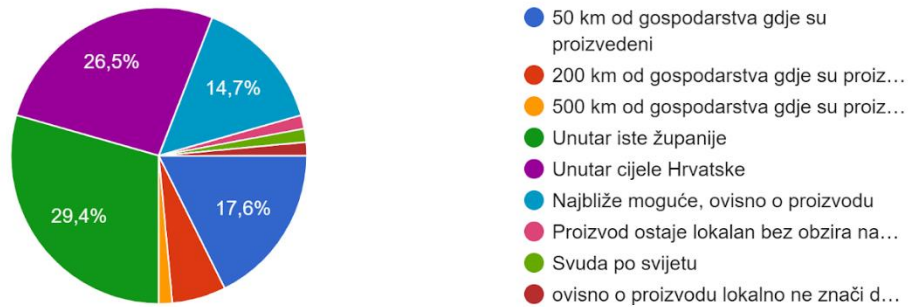 26,5%
14,7%
29,4%
17,6%
50 km od gospodarstva gdje su
proizvedeni
200 km od gospodarstva gdje su proiz…
500 km od gospodarstva gdje su proiz…
Unutar iste županije
Unutar cijele Hrvatske
Najbliže moguće, ovisno o proizvodu
Proizvod ostaje lokalan bez obzira na…
Svuda po svijetu
ovisno o proizvodu lokalno ne znači d…